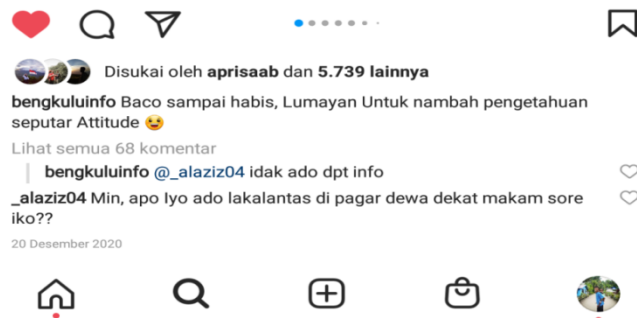 Disukai oleh aprisaab dan 5.739 lainnya
bengkuluinfo Baco sampai habis, Lumayan Untuk nambah pengetahuan
seputar Attitude 😉
Lihat semua 68 komentar
bengkuluinfo @_alaziz04 idak ado dpt info
_alaziz04 Min, apo Iyo ado lakalantas di pagar dewa dekat makam sore
iko??
20 Desember 2020